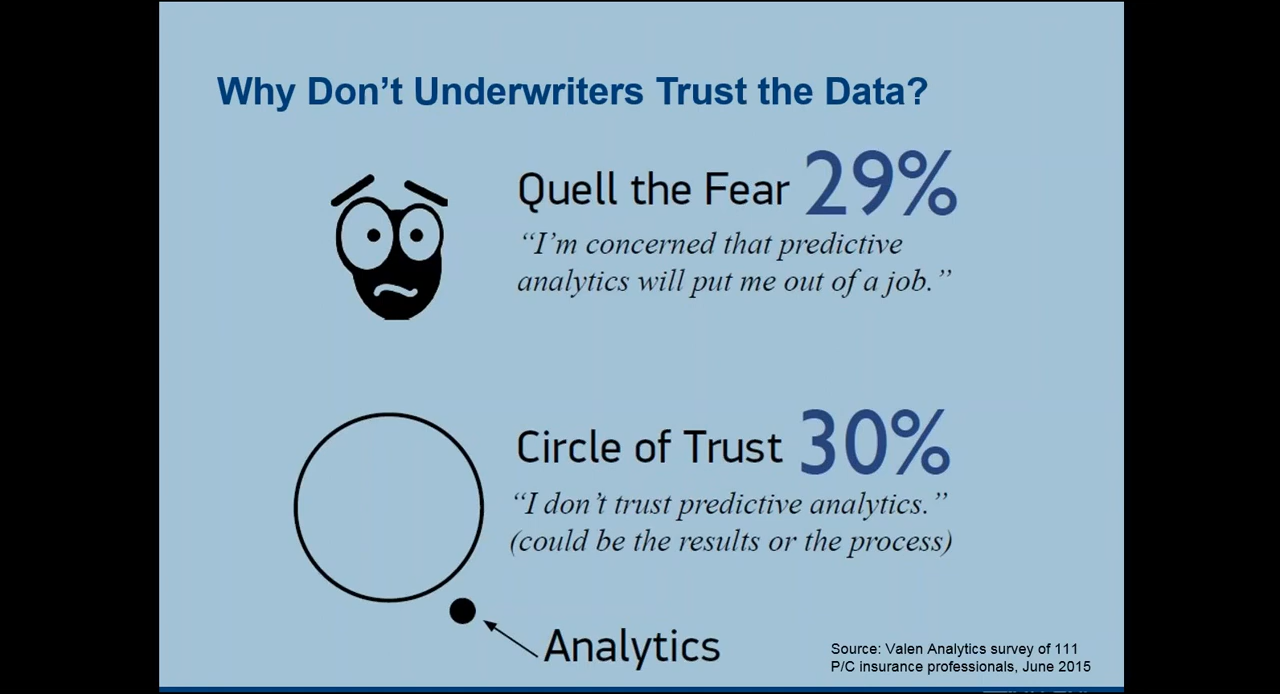 Why Don’t Underwriters Trust the Data?
Quell the Fear 29%
“I’m concerned that predictive
analytics will put me out of a job.”
Circle of Trust 30%
“I don’t trust predictive analytics.”
(could be the results or the process)
Analytics
Source: Valen Analytics survey of 111
P/C insurance professionals, June 2015